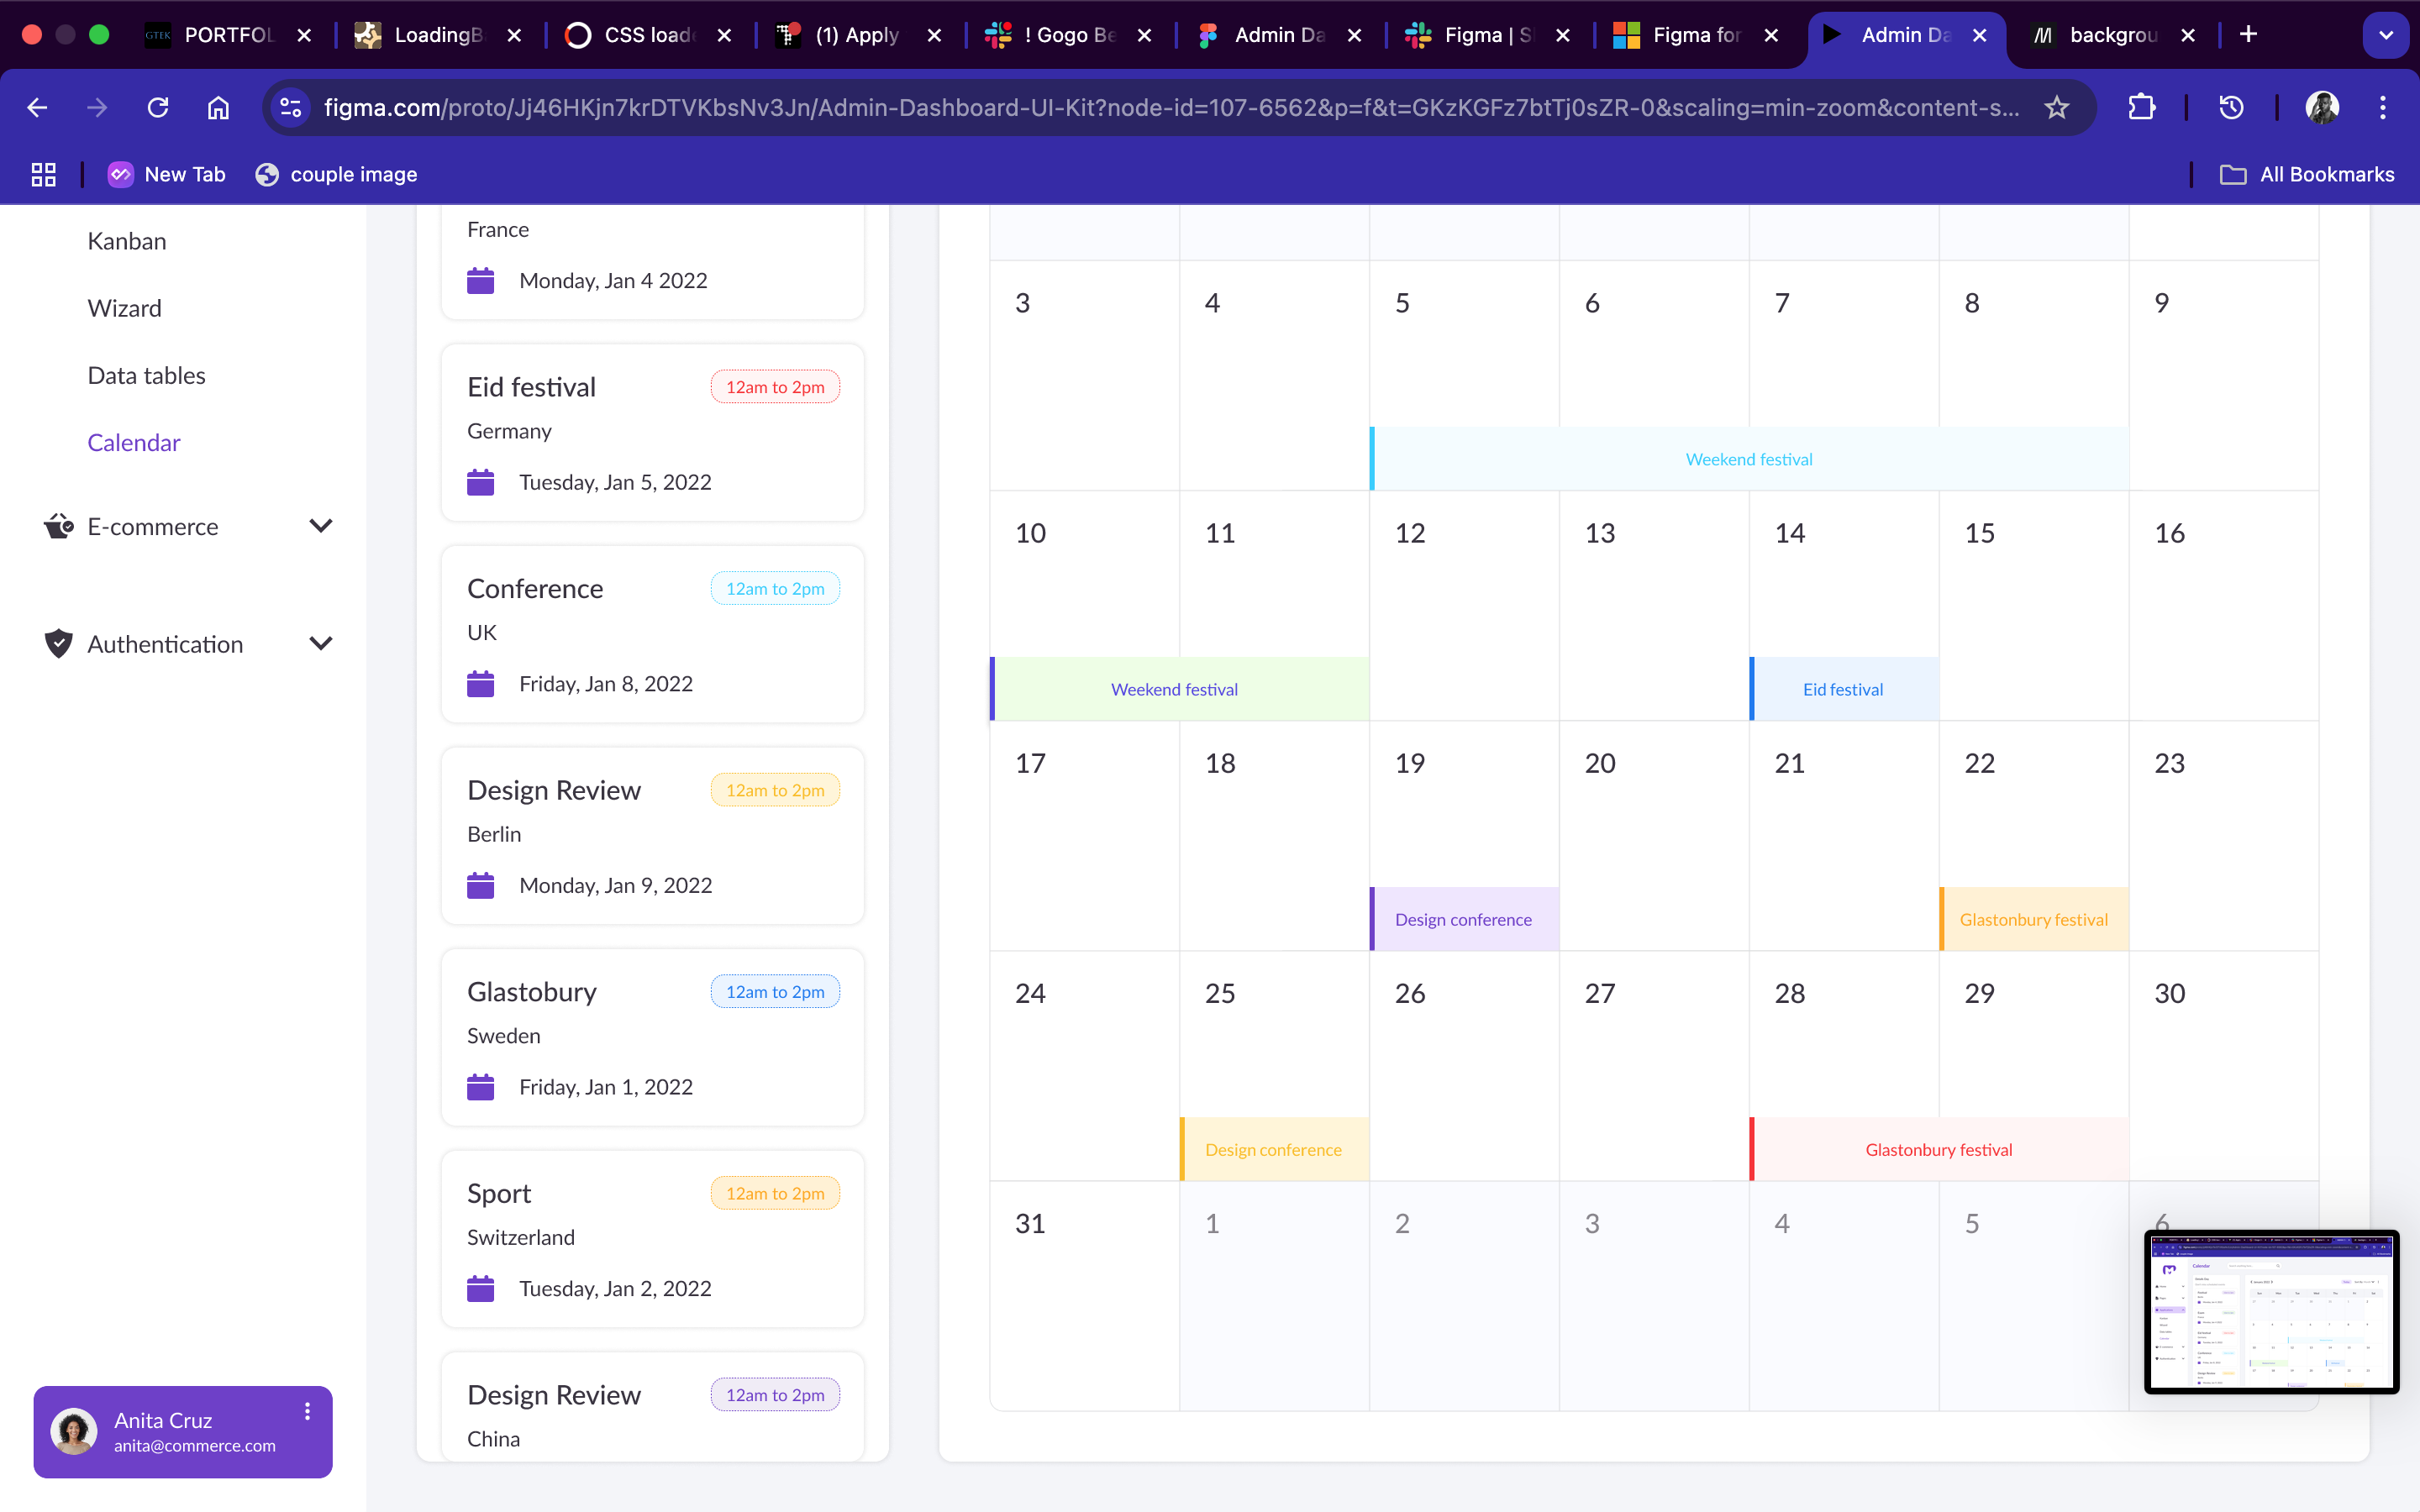 GTEK PORTFOL
LoadingB
CSS load
(1) Apply
! Gogo Be
Admin Da
Figma | S
Figma for
Admin Da
backgrou
figma.com/proto/Jj46HKjn7krDTVKbsNv3Jn/Admin-Dashboard-UI-Kit?node-id=107-6562&p=f&t=GKzKGFz7btTj0sZR-0&scaling=min-zoom&content-s...
New Tab
couple image
All Bookmarks
Kanban
Wizard
Data tables
Calendar
E-commerce
Authentication
Anita Cruz
anita@commerce.com
France
Monday, Jan 4 2022
Eid festival
12am to 2pm
Germany
Tuesday, Jan 5, 2022
Conference
12am to 2pm
UK
Friday, Jan 8, 2022
Design Review
12am to 2pm
Berlin
Monday, Jan 9, 2022
Glastobury
12am to 2pm
Sweden
Friday, Jan 1, 2022
Sport
12am to 2pm
Switzerland
Tuesday, Jan 2, 2022
Design Review
12am to 2pm
China
3 4 5 6 7 8 9
Weekend festival
10 11 12 13 14 15 16
Weekend festival
Eid festival
17 18 19 20 21 22 23
Design conference
Glastonbury festival
24 25 26 27 28 29 30
Design conference
Glastonbury festival
31 1 2 3 4 5 6
Calendar